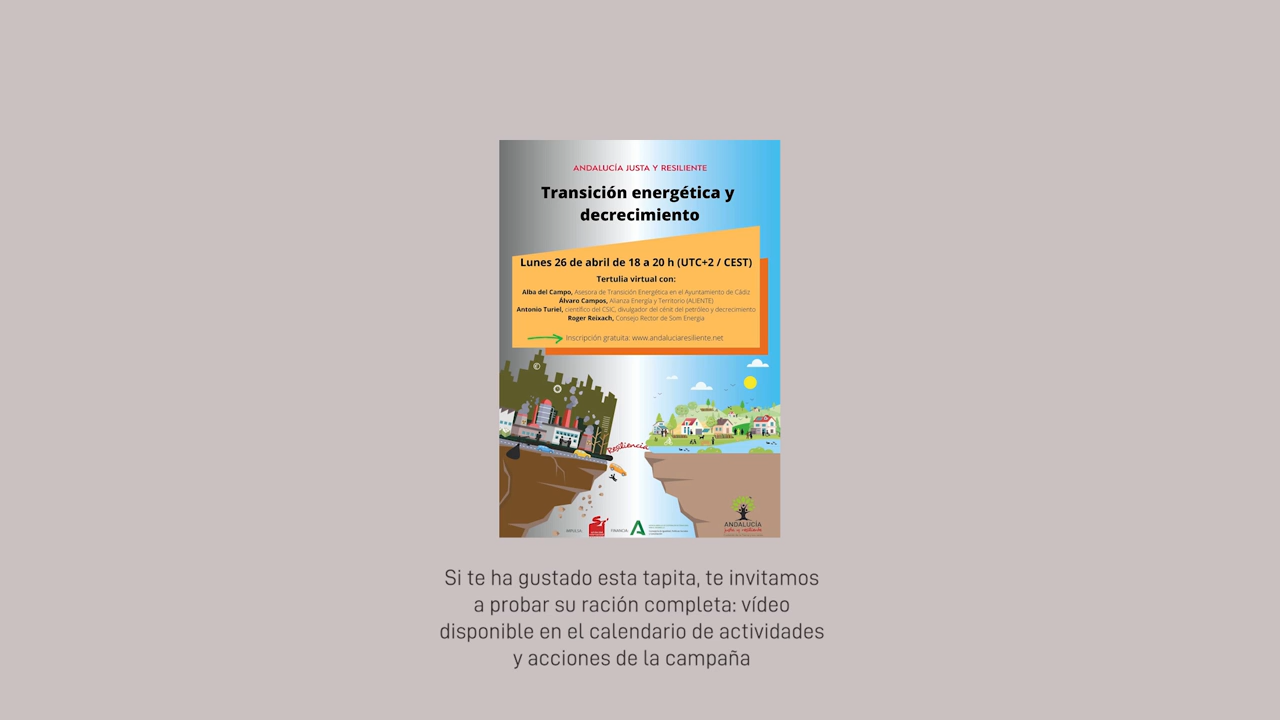 ANDALUCÍA JUSTA Y RESILIENTE
Transición energética y
decrecimiento
Lunes 26 de abril de 18 a 20 h (UTC+2 / CEST)
Tertulia virtual con:
Alba del Campo, Asesora de Transición Energética en el Ayuntamiento de Cádiz
Álvaro Campos, Alianza Energía y Territorio (ALIENTE)
Antonio Turiel, científico del CSIC, divulgador del cénit del petróleo y decrecimiento
Roger Reixach, Consejo Rector de Som Energia
Inscripción gratuita: www.andaluciaresiliente.net
Resiliencia
IMPULSA
FINANCIA
ANDALUCÍA
justa y resiliente
Si te ha gustado esta tapita, te invitamos
a probar su ración completa: vídeo
disponible en el calendario de actividades
y acciones de la campaña